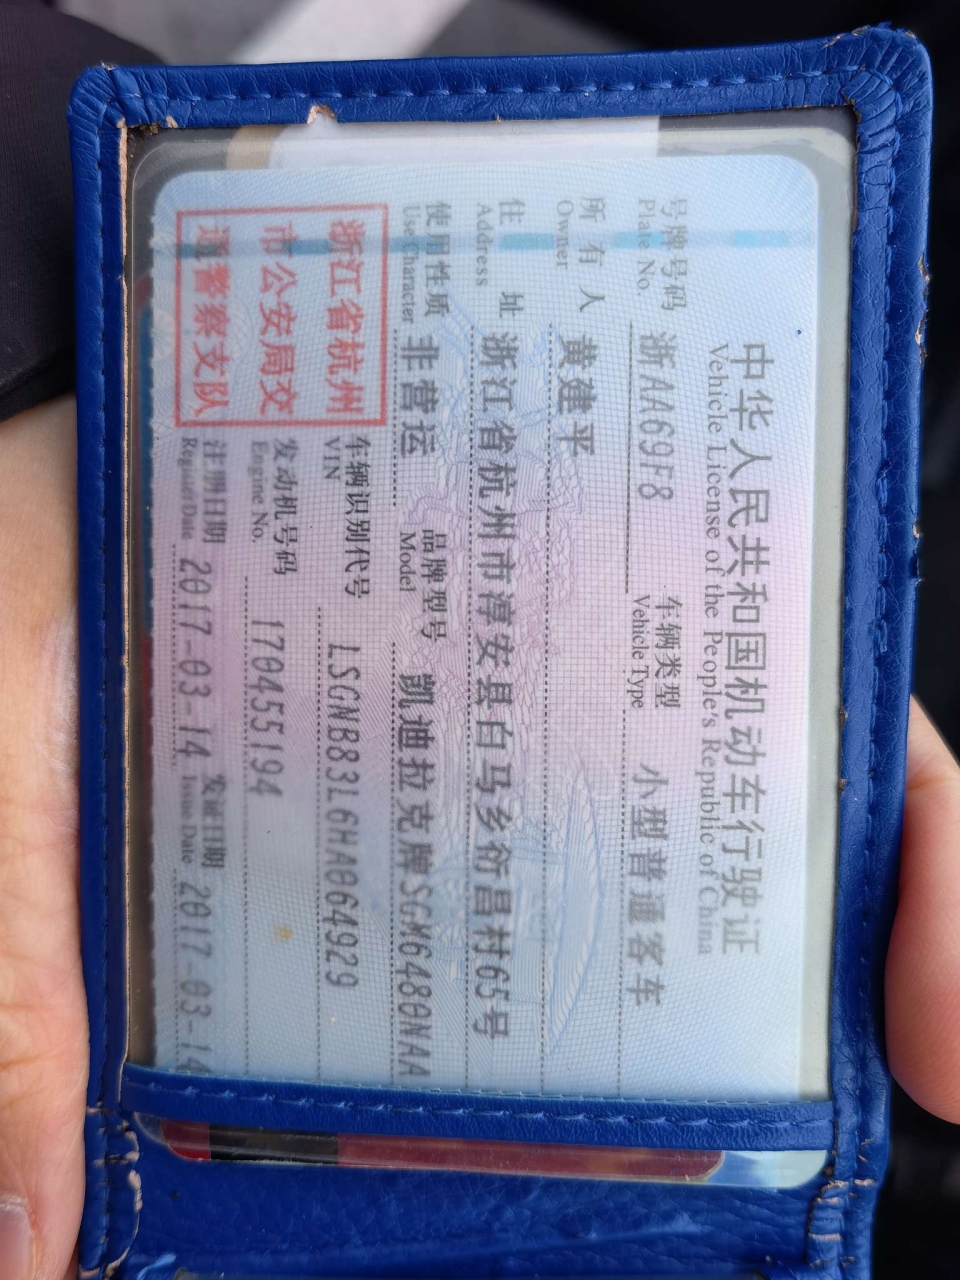 中华人民共和国机动车行驶证
Vehicle License of the People's Republic of China
号牌号码 浙AA69F8 车辆类型 小型普通客车
Plate No. Vehicle Type
所有人 黄建平
Owner
住址 浙江省杭州市淳安县白马乡衍昌村65号
Address
使用性质 非营运 品牌型号 凯迪拉克牌SGM6480NAA
Use Character Model
浙江省杭州
市公安局交
通警察支队
车辆识别代号 LSGNB83L6HA064929
VIN
发动机号码 170455194
Engine No.
注册日期 2017-03-14 发证日期 2017-03-14
Register Date Issue Date